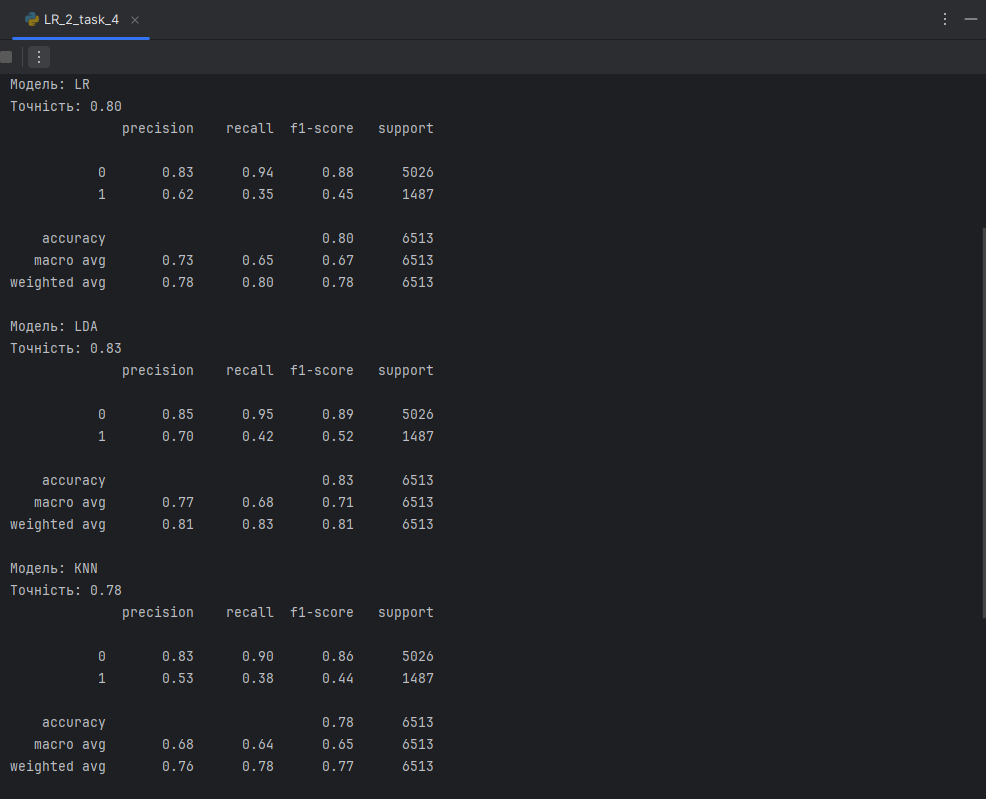 LR_2_task_4
Модель: LR
Точність: 0.80
precision recall f1-score support
0 0.83 0.94 0.88 5026
1 0.62 0.35 0.45 1487
accuracy 0.80 6513
macro avg 0.73 0.65 0.67 6513
weighted avg 0.78 0.80 0.78 6513
Модель: LDA
Точність: 0.83
precision recall f1-score support
0 0.85 0.95 0.89 5026
1 0.70 0.42 0.52 1487
accuracy 0.83 6513
macro avg 0.77 0.68 0.71 6513
weighted avg 0.81 0.83 0.81 6513
Модель: KNN
Точність: 0.78
precision recall f1-score support
0 0.83 0.90 0.86 5026
1 0.53 0.38 0.44 1487
accuracy 0.78 6513
macro avg 0.68 0.64 0.65 6513
weighted avg 0.76 0.78 0.77 6513